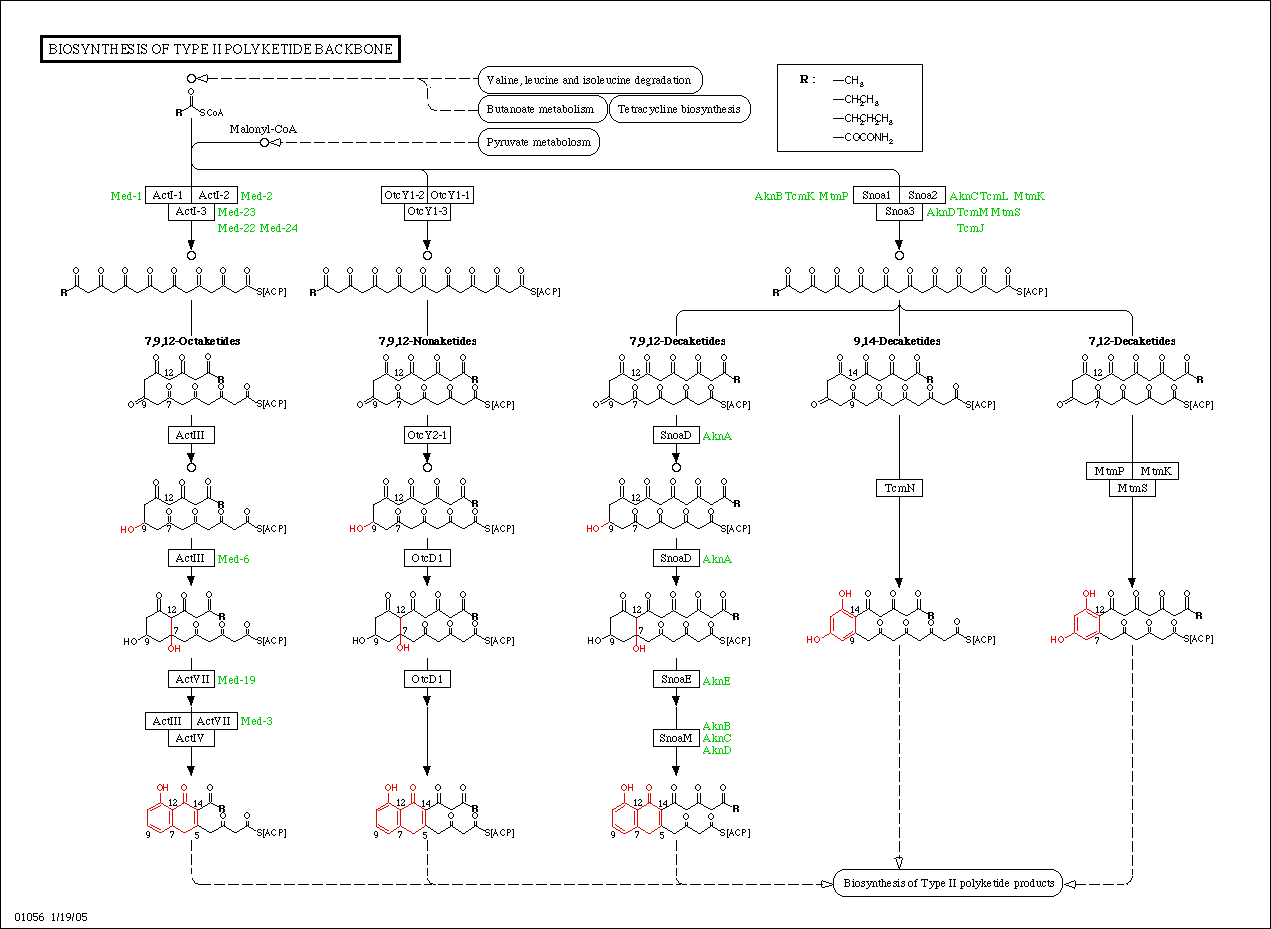 BIOSYNTHESIS OF TYPE II POLYKETIDE BACKBONE
Valine, leucine and isoleucine degradation
R : —CH3
O
R SCoA
Butanoate metabolism Tetracycline biosynthesis
—CH2CH3
—CH2CH2CH3
Malonyl-CoA
Pyruvate metabolosm
—COCONH2
Med-1 ActI-1 ActI-2 Med-2 OtcY1-2 OtcY1-1 AknB TcmK MtmP Snoa1 Snoa2 AknC TcmL MtmK
ActI-3 Med-23 OtcY1-3 Snoa3 AknD TcmM MtmS
Med-22 Med-24 TcmJ
O O O O O O O O O O O O O O O O O O O O O O O O O O O
R S[ACP] R S[ACP] R S[ACP]
7,9,12-Octaketides 7,9,12-Nonaketides 7,9,12-Decaketides 9,14-Decaketides 7,12-Decaketides
O O O O O O O O O O O O O O O O O O O O O O
12 R 12 R 12 R 14 R 12 R
O O O O O O O O O O O O O O O O O O
O 9 7 S[ACP] O 9 7 S[ACP] O 9 7 S[ACP] O 9 S[ACP] O 7 S[ACP]
ActIII OtcY2-1 SnoaD AknA
MtmP MtmK
MtmS
TcmN
O O O O O O O O O O O O
12 R 12 R 12 R
O O O O O O O O O O
HO 9 7 S[ACP] HO 9 7 S[ACP] HO 9 7 S[ACP]
ActIII Med-6 OtcD1 SnoaD AknA
O O O O O O O O O O O O OH O O O OH O O O
12 R 12 R 12 R 14 R 12 R
7 O O O 7 O O O 7 O O O O O O O O O O O
HO 9 OH S[ACP] HO 9 OH S[ACP] HO 9 OH S[ACP] HO 9 S[ACP] HO 7 S[ACP]
ActVII Med-19 OtcD1 SnoaE AknE
ActIII ActVII Med-3
ActIV
AknB
SnoaM AknC
AknD
OH O O OH O O O OH O O O O
12 14 R 12 14 R 12 14 R
O O O O O O
9 7 5 S[ACP] 9 7 5 S[ACP] 9 7 5 S[ACP]
Biosynthesis of Type II polyketide products
01056 1/19/05